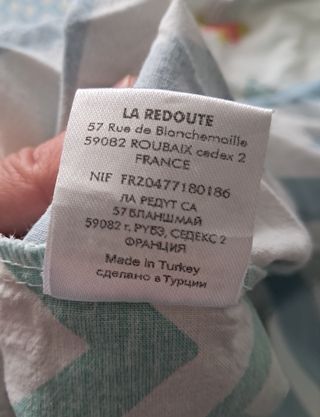 LA REDOUTE
57 Rue de Blanchemaille
59082 ROUBAIX cedex 2
FRANCE
NIF FRZ0477180186
ЛА РЕДУТ СА
57 БЛАНШМАЙ
59082 г. РУБЭ, СЕДЕКС 2
ФРАНЦИЯ
Made in Turkey
сделано в Турции